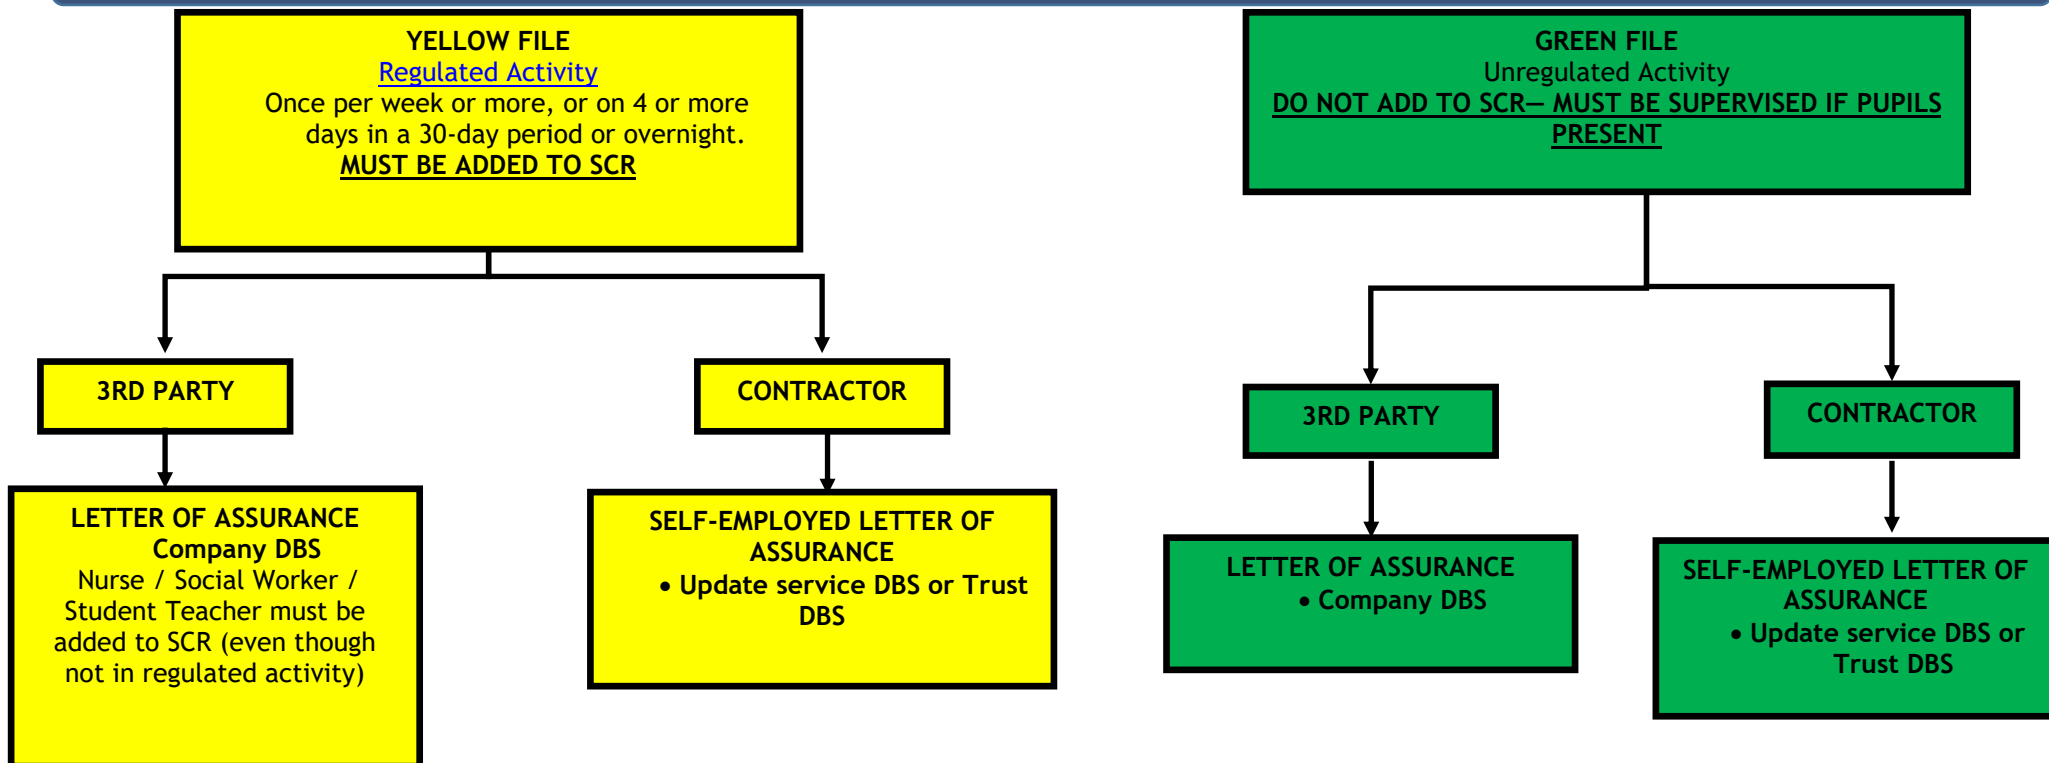 YELLOW FILE
Regulated Activity
Once per week or more, or on 4 or more
days in a 30-day period or overnight.
MUST BE ADDED TO SCR
GREEN FILE
Unregulated Activity
DO NOT ADD TO SCR— MUST BE SUPERVISED IF PUPILS
PRESENT
3RD PARTY
CONTRACTOR
3RD PARTY
CONTRACTOR
LETTER OF ASSURANCE
Company DBS
Nurse / Social Worker /
Student Teacher must be
added to SCR (even though
not in regulated activity)
SELF-EMPLOYED LETTER OF
ASSURANCE
• Update service DBS or Trust
DBS
LETTER OF ASSURANCE
• Company DBS
SELF-EMPLOYED LETTER OF
ASSURANCE
• Update service DBS or
Trust DBS